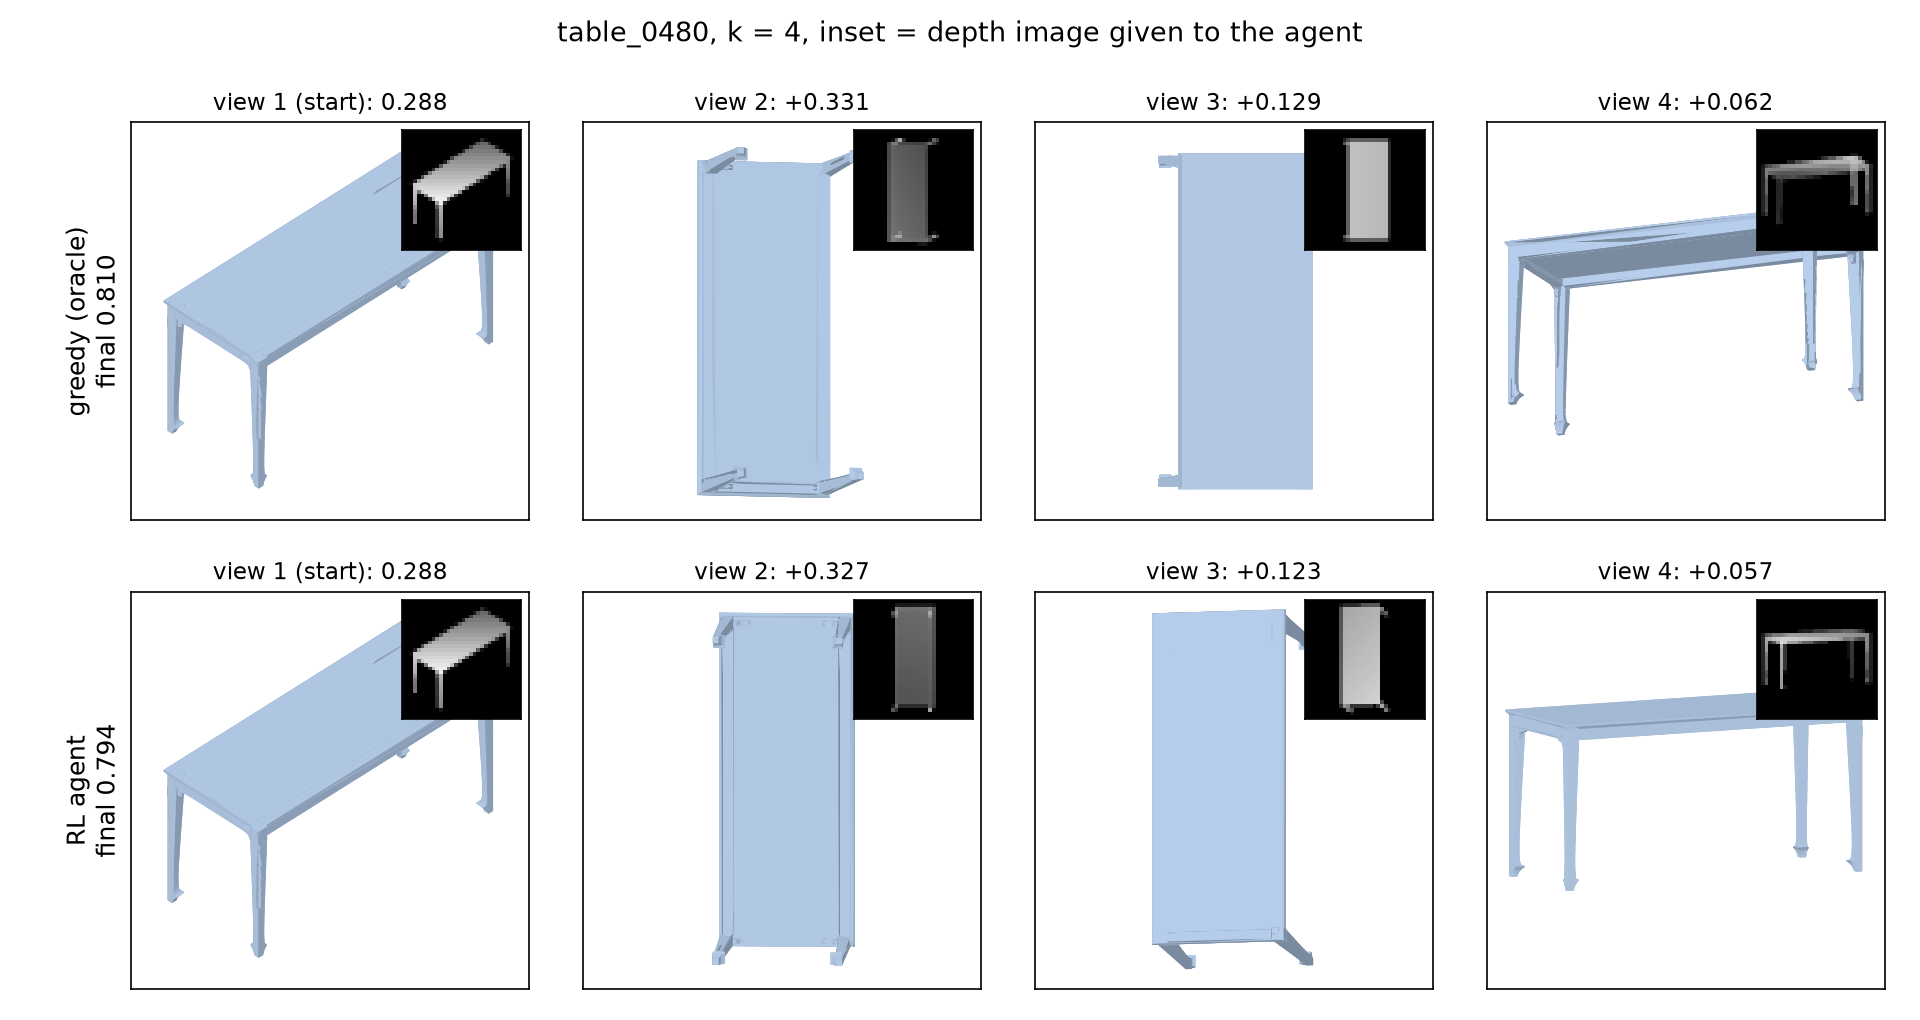 table_0480, k = 4, inset = depth image given to the agent
view 1 (start): 0.288
view 2: +0.331
view 3: +0.129
view 4: +0.062
greedy (oracle)
final 0.810
view 1 (start): 0.288
view 2: +0.327
view 3: +0.123
view 4: +0.057
RL agent
final 0.794